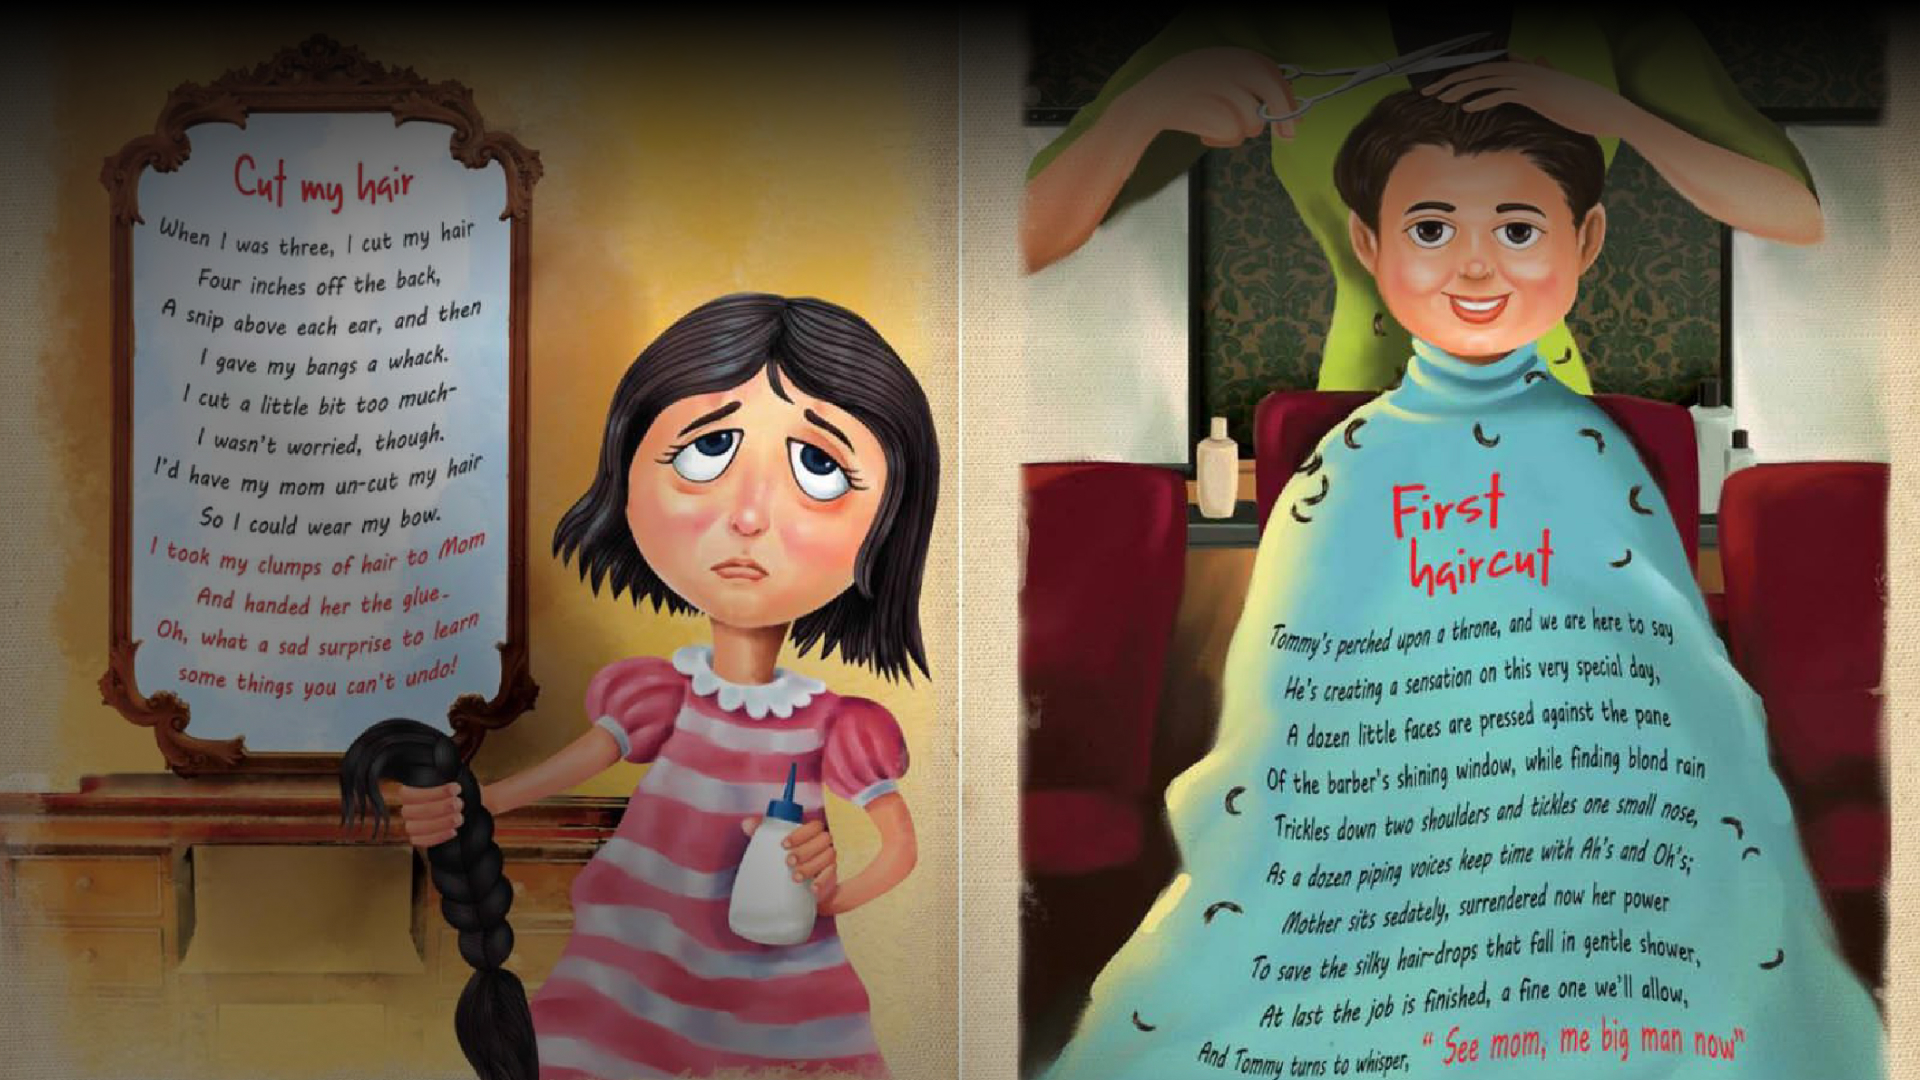 Cut my hair
When I was three, I cut my hair
Four inches off the back,
A snip above each ear, and then
I gave my bangs a whack.
I cut a little bit too much-
I wasn't worried, though.
I'd have my mom un-cut my hair
So I could wear my bow.
I took my clumps of hair to Mom
And handed her the glue-
Oh, what a sad surprise to learn
some things you can't undo!
First
haircut
Tommy's perched upon a throne, and we are here to say
He's creating a sensation on this very special day,
A dozen little faces are pressed against the pane
Of the barber's shining window, while finding blond rain
Trickles down two shoulders and tickles one small nose,
As a dozen piping voices keep time with Ah's and Oh's;
Mother sits sedately, surrendered now her power
To save the silky hair-drops that fall in gentle shower,
At last the job is finished, a fine one we'll allow,
And Tommy turns to whisper, " See mom, me big man now"